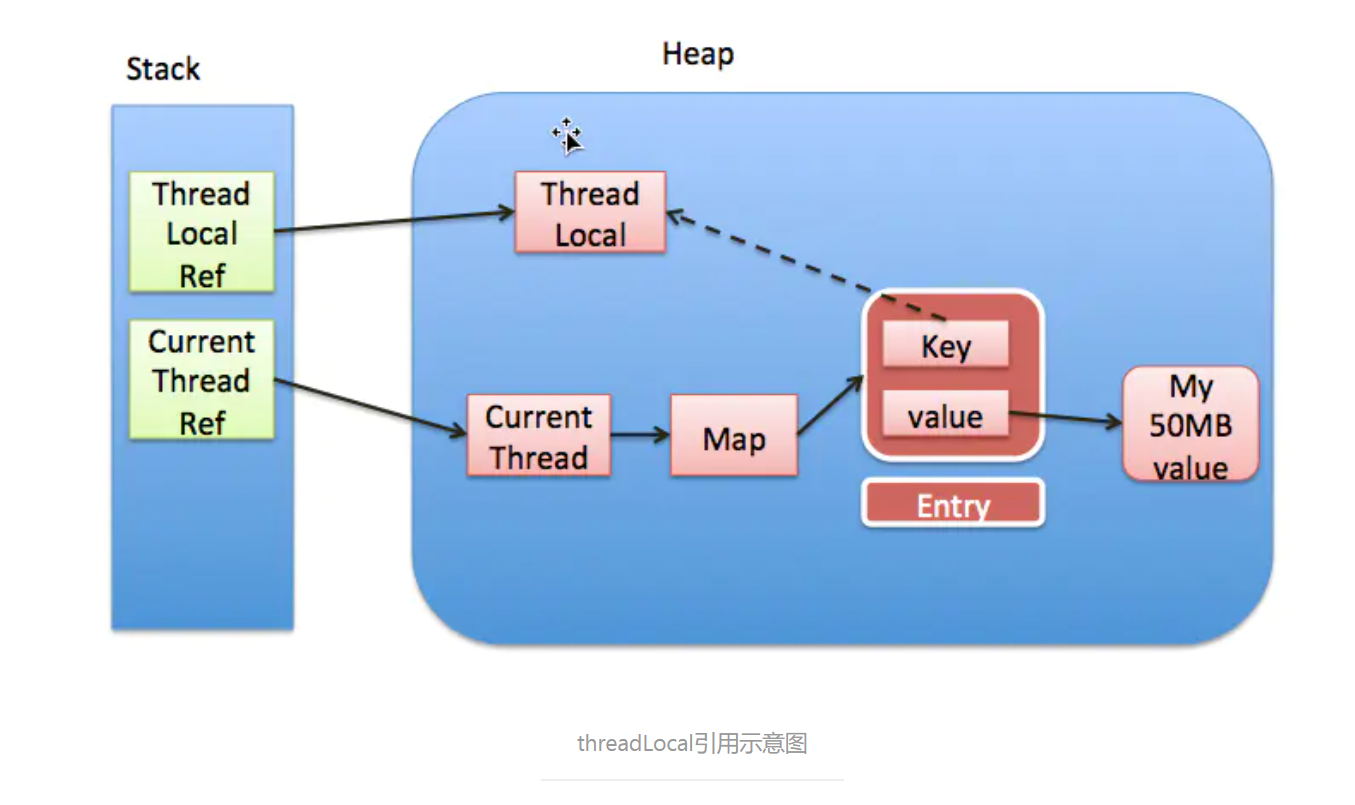 Stack
Heap
Thread
Local
Ref
Thread
Local
Current
Thread
Ref
Current
Thread
Map
Key
value
Entry
My
50MB
value
threadLocal引用示意图